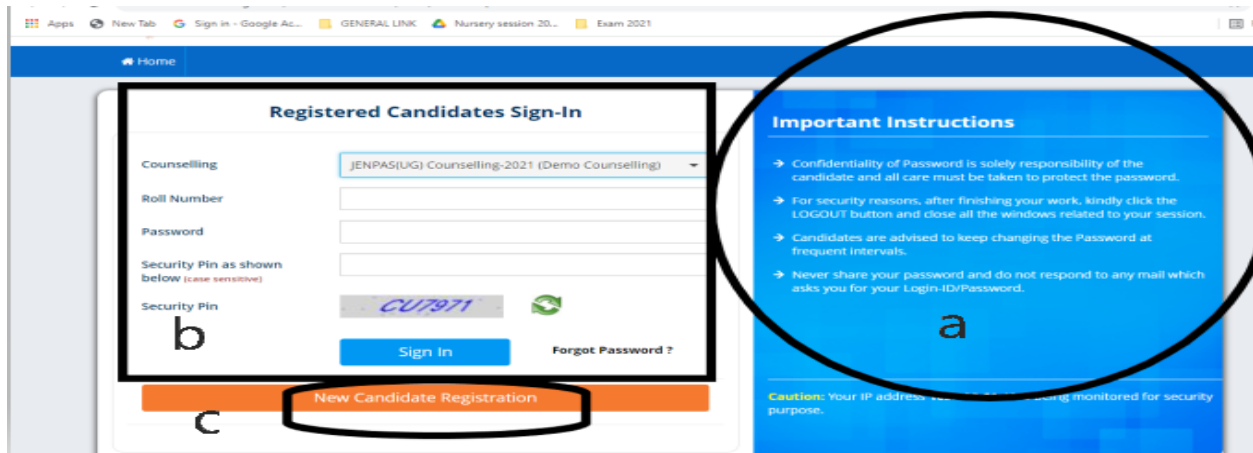 Apps New Tab Sign in - Google Ac... GENERAL LINK Nursery session 20... Exam 2021
Home
Registered Candidates Sign-In
Counselling JENPAS(UG) Counselling-2021 (Demo Counselling)
Roll Number
Password
Security Pin as shown
below (case sensitive)
Security Pin CU7971
b
Sign In Forgot Password ?
New Candidate Registration
c
Important Instructions
Confidentiality of Password is solely responsibility of the
candidate and all care must be taken to protect the password.
For security reasons, after finishing your work, kindly click the
LOGOUT button and close all the windows related to your session.
Candidates are advised to keep changing the Password at
frequent intervals.
Never share your password and do not respond to any mail which
asks you for your Login-ID/Password.
a
Caution: Your IP address being monitored for security
purpose.